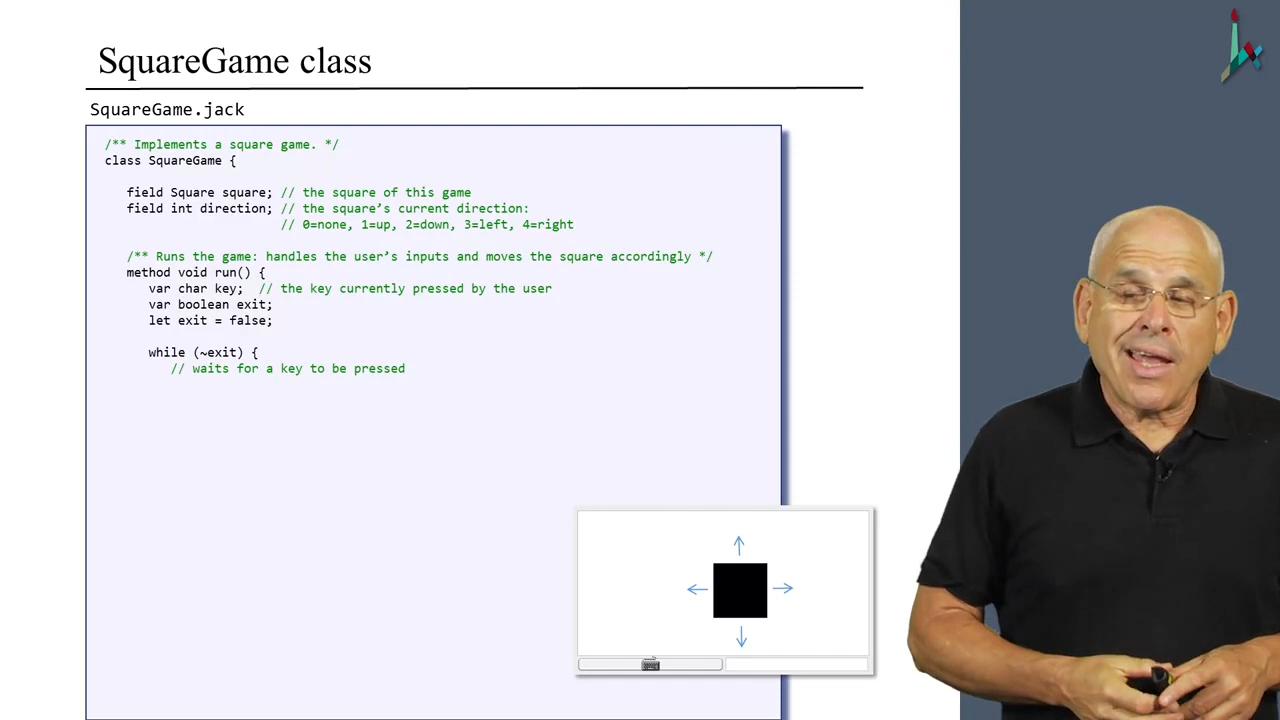 SquareGame class
SquareGame.jack
/** Implements a square game. */
class SquareGame {
field Square square; // the square of this game
field int direction; // the square’s current direction:
// 0=none, 1=up, 2=down, 3=left, 4=right
/** Runs the game: handles the user’s inputs and moves the square accordingly */
method void run() {
var char key;  // the key currently pressed by the user
var boolean exit;
let exit = false;
while (~exit) {
// waits for a key to be pressed